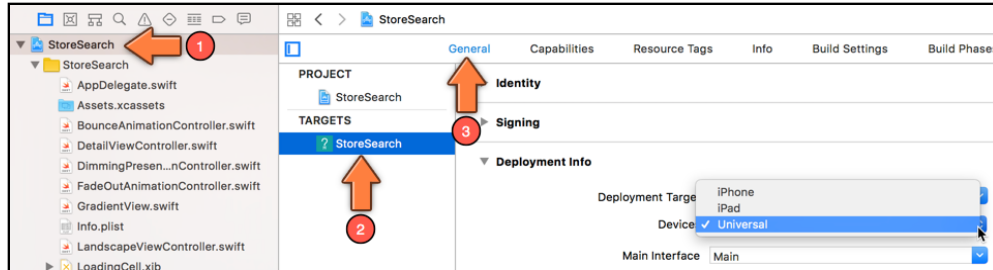 StoreSearch
StoreSearch
1
StoreSearch
AppDelegate.swift
Assets.xcassets
BounceAnimationController.swift
DetailViewController.swift
DimmingPresen...nController.swift
FadeOutAnimationController.swift
GradientView.swift
Info.plist
LandscapeViewController.swift
LoadingCell.xib
General Capabilities Resource Tags Info Build Settings Build Phase
PROJECT
StoreSearch
TARGETS
? StoreSearch
2
3
Identity
Signing
Deployment Info
Deployment Targe
iPhone
iPad
Device ✓ Universal
Main Interface Main